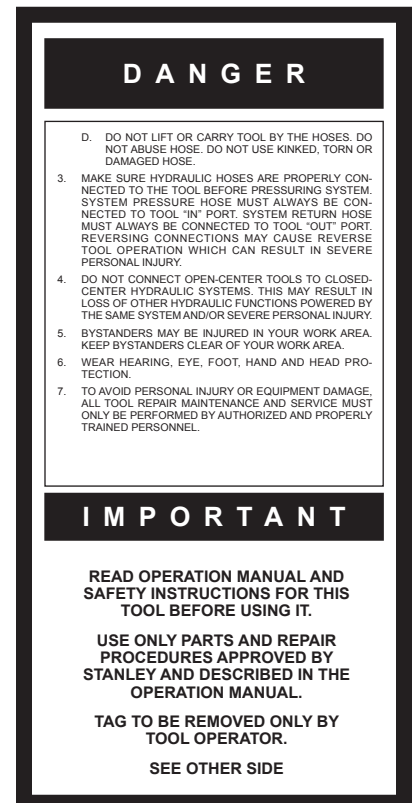 DANGER
D. DO NOT LIFT OR CARRY TOOL BY THE HOSES. DO
NOT ABUSE HOSE. DO NOT USE KINKED, TORN OR
DAMAGED HOSE.
3. MAKE SURE HYDRAULIC HOSES ARE PROPERLY CON-
NECTED TO THE TOOL BEFORE PRESSURING SYSTEM.
SYSTEM PRESSURE HOSE MUST ALWAYS BE CON-
NECTED TO TOOL “IN” PORT. SYSTEM RETURN HOSE
MUST ALWAYS BE CONNECTED TO TOOL “OUT” PORT.
REVERSING CONNECTIONS MAY CAUSE REVERSE
TOOL OPERATION WHICH CAN RESULT IN SEVERE
PERSONAL INJURY.
4. DO NOT CONNECT OPEN-CENTER TOOLS TO CLOSED-
CENTER HYDRAULIC SYSTEMS. THIS MAY RESULT IN
LOSS OF OTHER HYDRAULIC FUNCTIONS POWERED BY
THE SAME SYSTEM AND/OR SEVERE PERSONAL INJURY.
5. BYSTANDERS MAY BE INJURED IN YOUR WORK AREA.
KEEP BYSTANDERS CLEAR OF YOUR WORK AREA.
6. WEAR HEARING, EYE, FOOT, HAND AND HEAD PRO-
TECTION.
7. TO AVOID PERSONAL INJURY OR EQUIPMENT DAMAGE,
ALL TOOL REPAIR MAINTENANCE AND SERVICE MUST
ONLY BE PERFORMED BY AUTHORIZED AND PROPERLY
TRAINED PERSONNEL.
IMPORTANT
READ OPERATION MANUAL AND
SAFETY INSTRUCTIONS FOR THIS
TOOL BEFORE USING IT.
USE ONLY PARTS AND REPAIR
PROCEDURES APPROVED BY
STANLEY AND DESCRIBED IN THE
OPERATION MANUAL.
TAG TO BE REMOVED ONLY BY
TOOL OPERATOR.
SEE OTHER SIDE